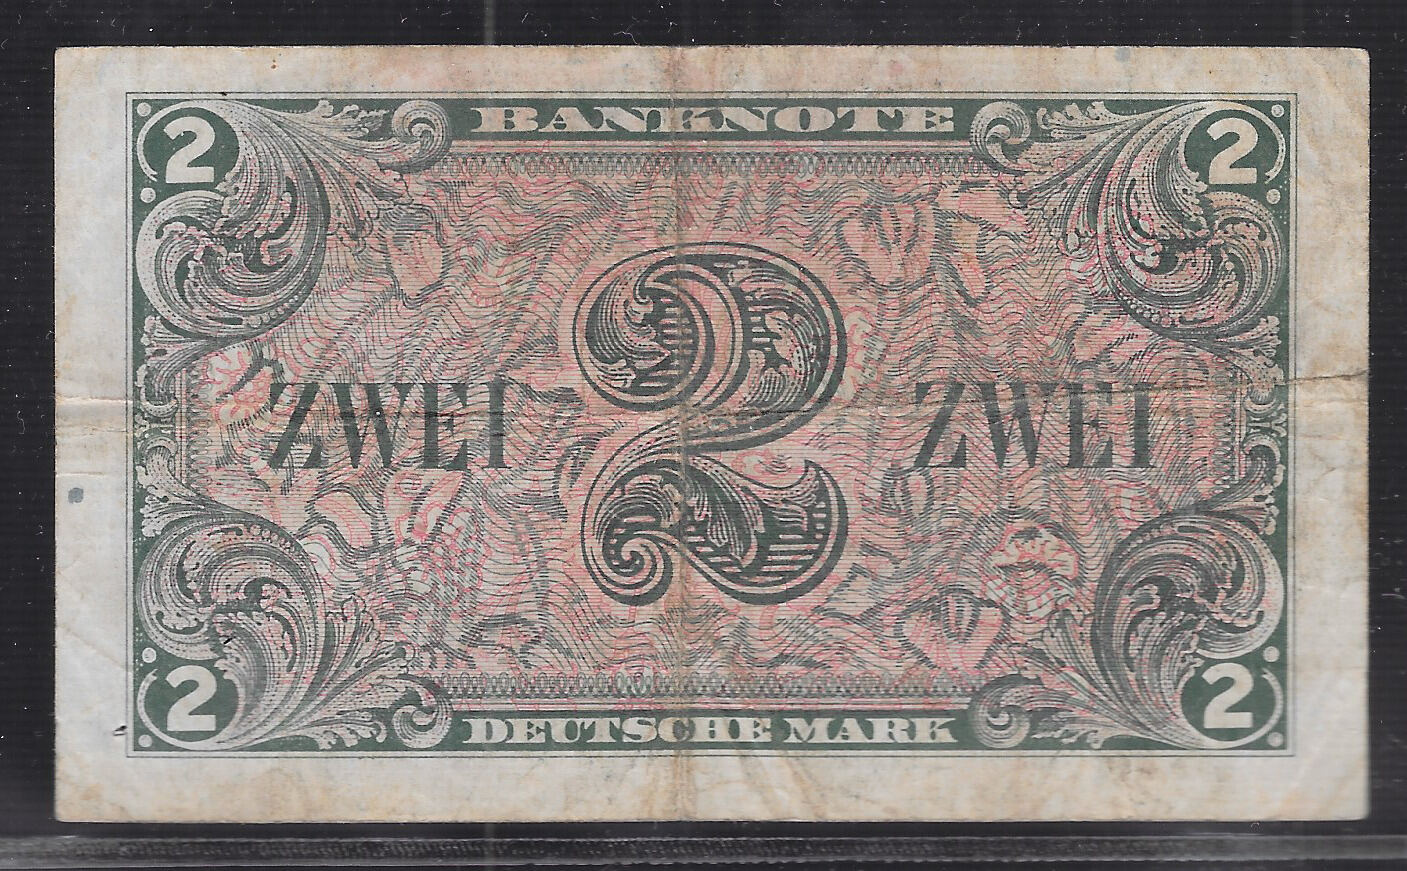 2 BANKNOTE 2
2
ZWEI ZWEI
2 DEUTSCHE MARK 2